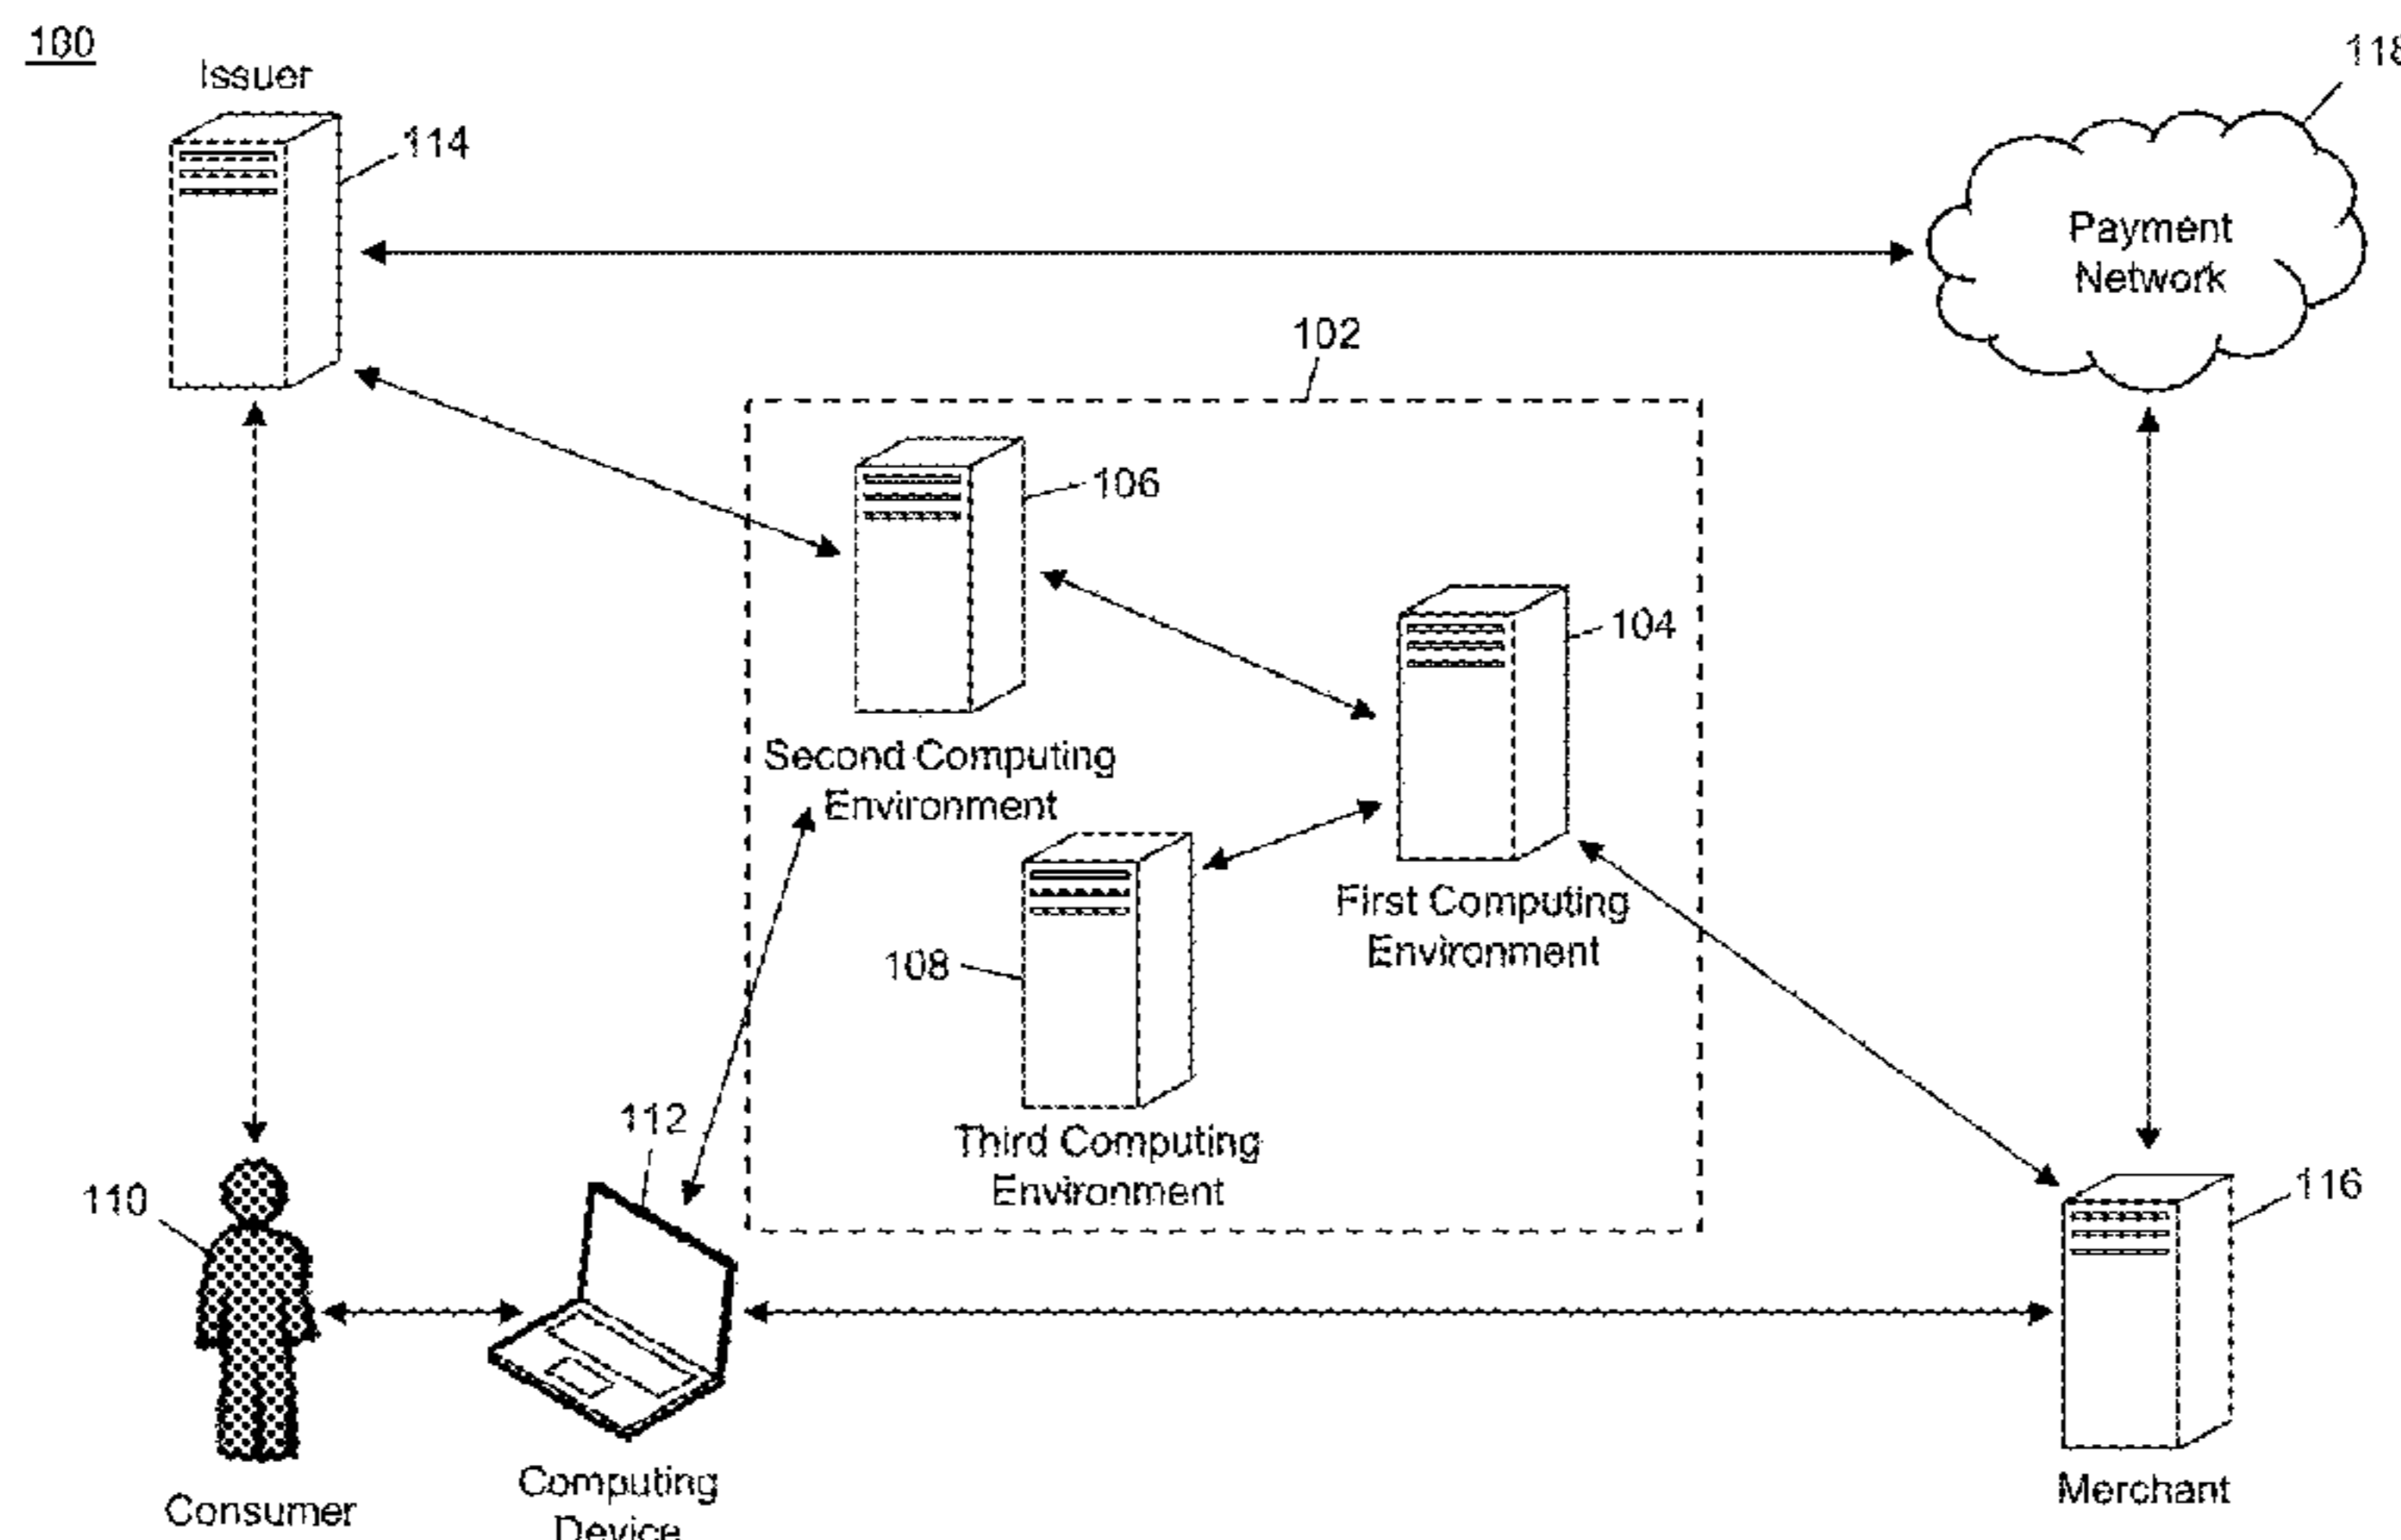 100
Issuer
118
114
Payment
Network
102
106
104
Second Computing
Environment
First Computing
Environment
108
112
Third Computing
Environment
110
116
Computing
Device
Consumer
Merchant